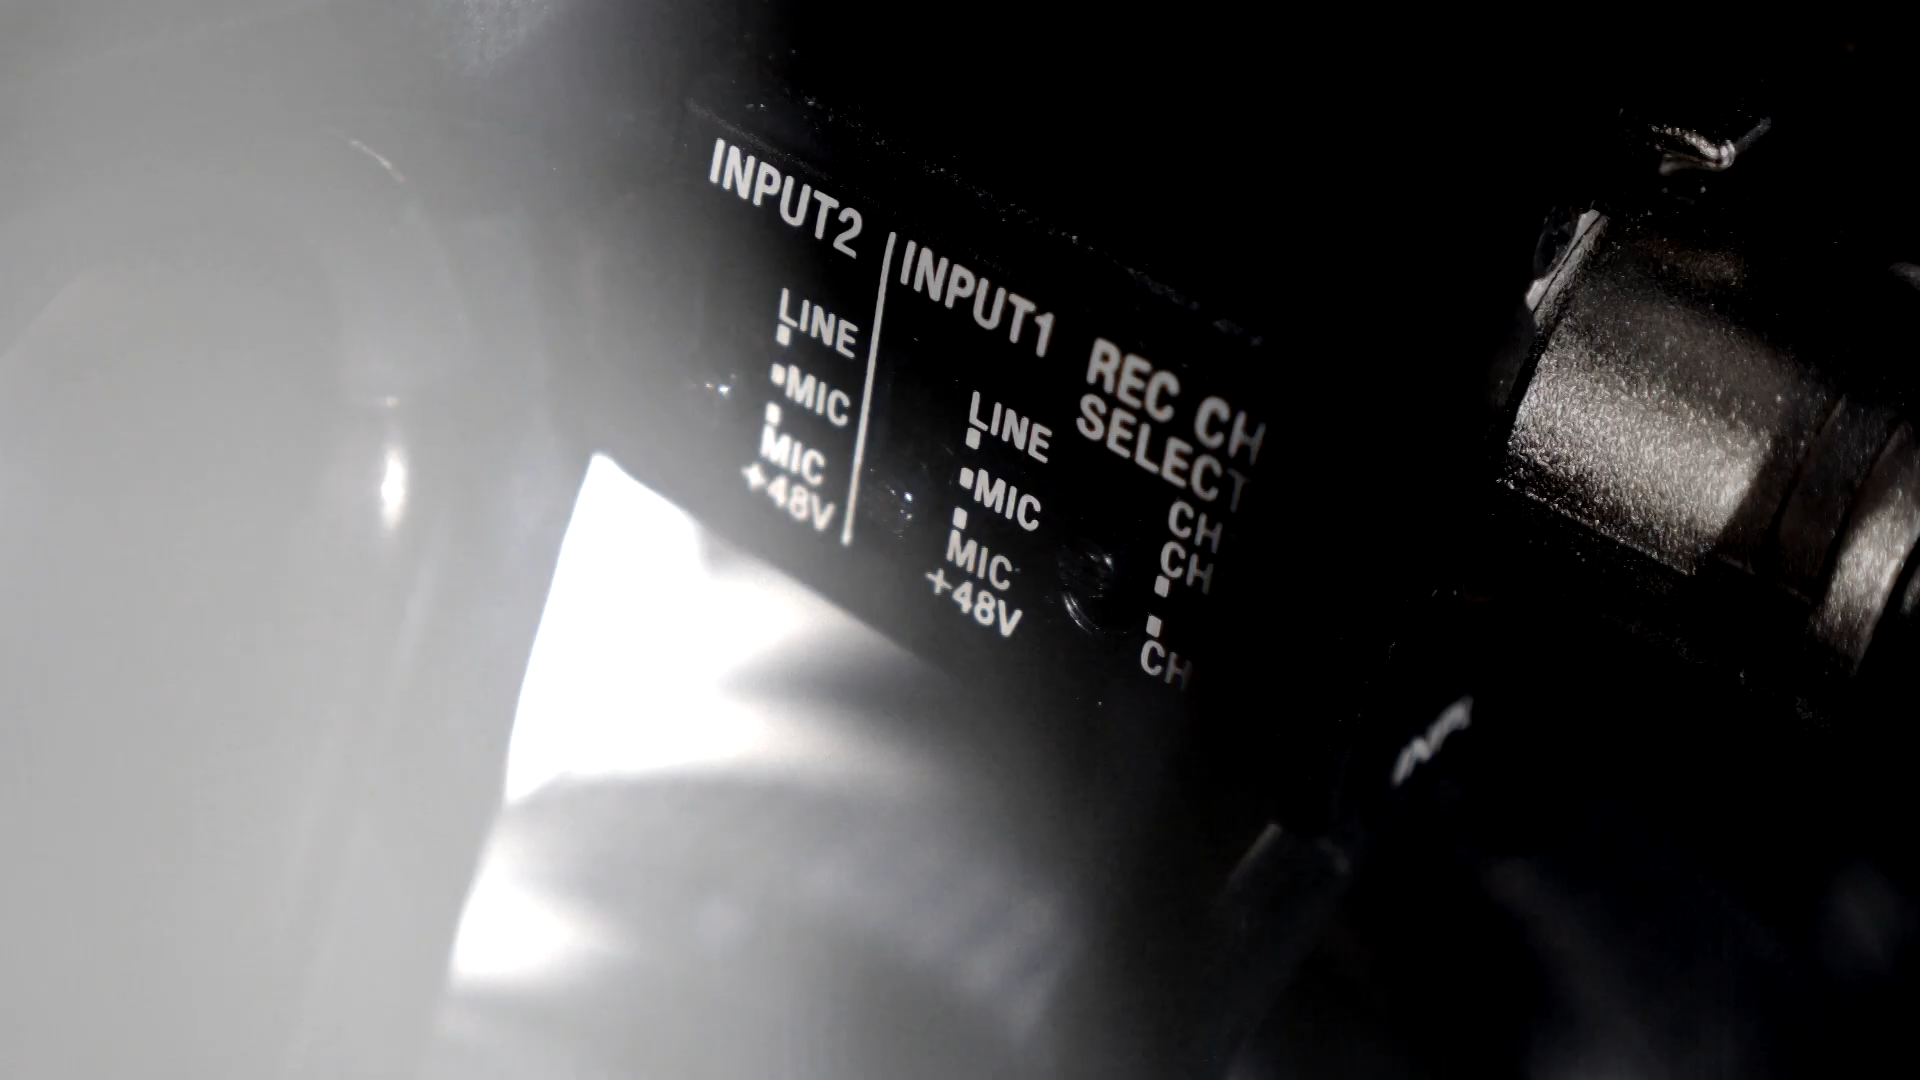 INPUT2
LINE
MIC
MIC
+48V
INPUT1
LINE
MIC
MIC
+48V
REC CH
SELECT
CH
CH
CH